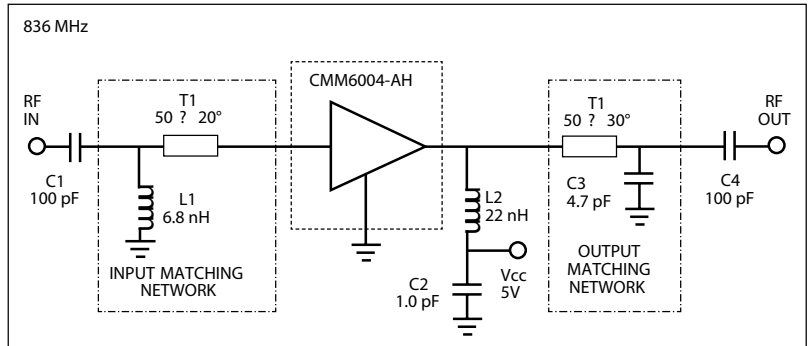 836 MHz
CMM6004-AH
RF
IN
T1
50 ? 20°
T1
50 ? 30°
RF
OUT
C1
100 pF
L1
6.8 nH
L2
22 nH
C3
4.7 pF
C4
100 pF
INPUT MATCHING
NETWORK
C2
1.0 pF
Vcc
5V
OUTPUT
MATCHING
NETWORK